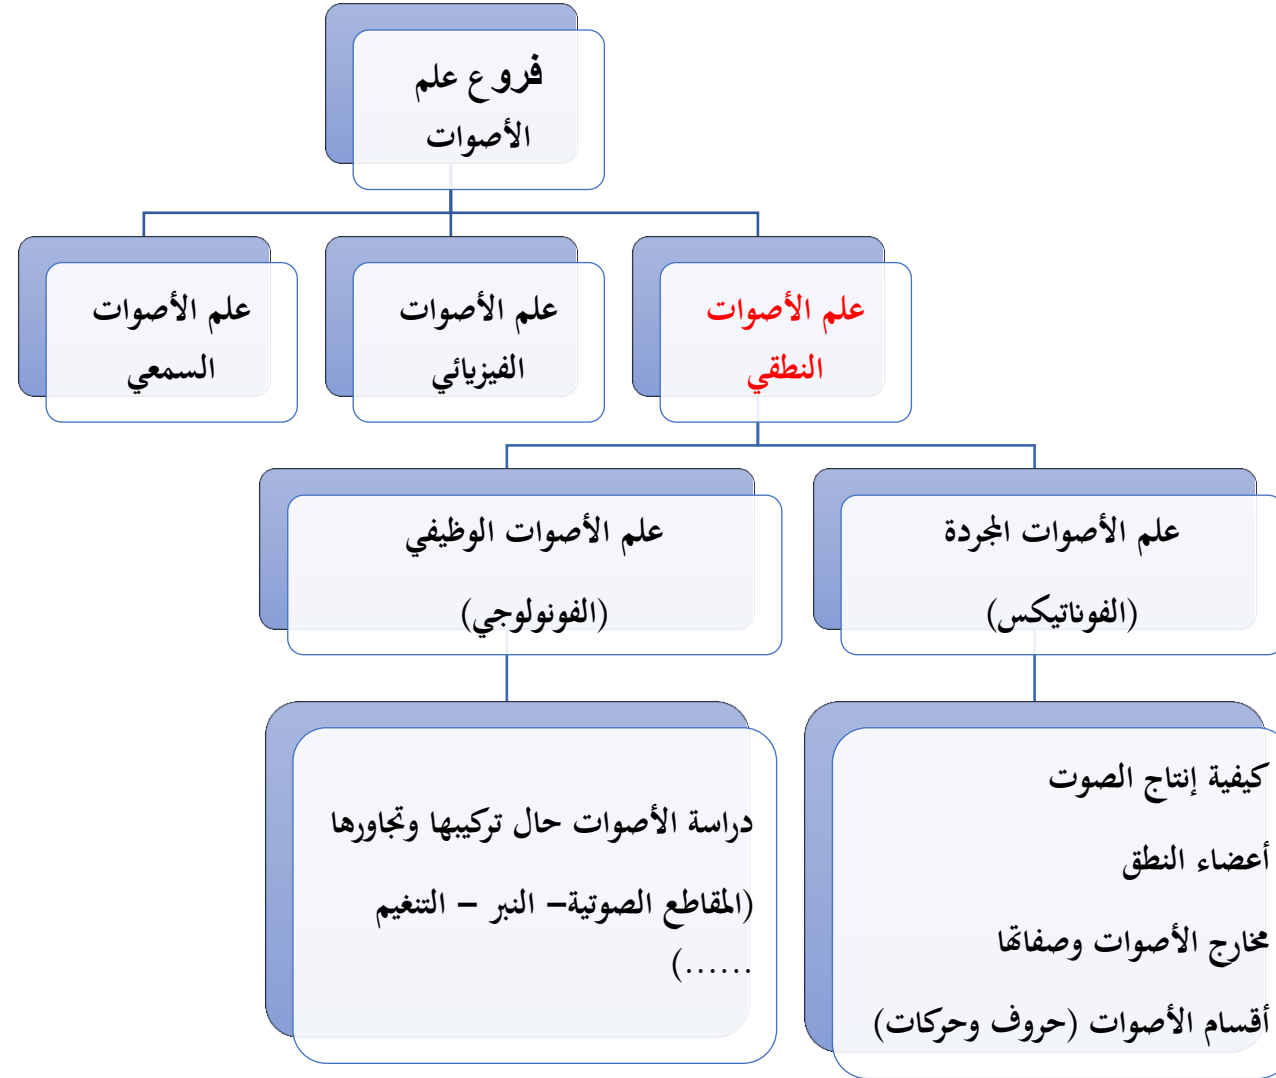 فروع علم
الأصوات
علم الأصوات
النطقي
علم الأصوات
الفيزيائي
علم الأصوات
السمعي
علم الأصوات المجردة
(الفوناتيكس)
علم الأصوات الوظيفي
(الفونولوجي)
كيفية إنتاج الصوت
أعضاء النطق
مخارج الأصوات وصفاتها
أقسام الأصوات (حروف وحركات)
دراسة الأصوات حال تركيبها وتجاورها
(المقاطع الصوتية– النبر – التنغيم
......)